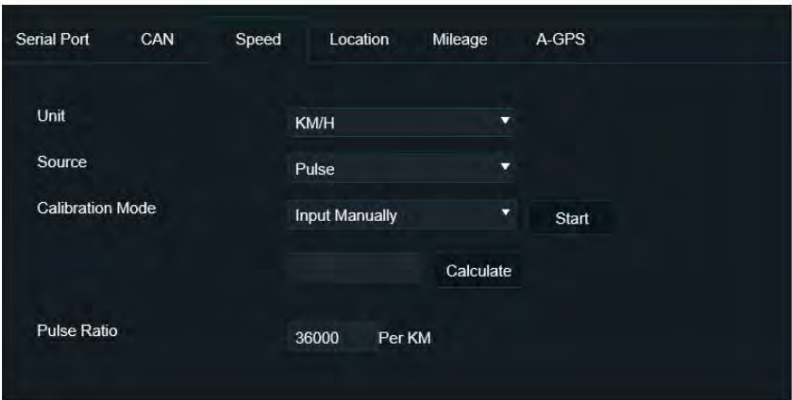 Serial Port CAN Speed Location Mileage A-GPS
Unit KM/H
Source Pulse
Calibration Mode Input Manually Start
Calculate
Pulse Ratio 36000 Per KM